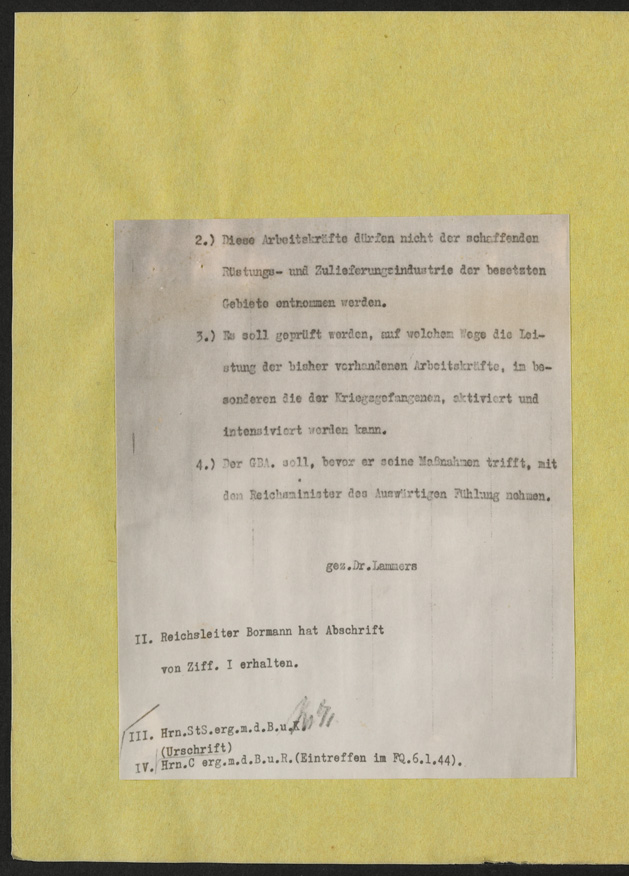 2.) Diese Arbeitskräfte dürfen nicht der schaffenden
Rüstungs- und Zulieferungsindustrie der besetzten
Gebiete entnommen werden.
3.) Es soll geprüft werden, auf welchem Wege die Lei-
stung der bisher vorhandenen Arbeitskräfte, im be-
sonderen die der Kriegsgefangenen, aktiviert und
intensiviert werden kann.
4.) Der GBA. soll, bevor er seine Maßnahmen trifft, mit
dem Reichsminister des Auswärtigen Fühlung nehmen.
gez.Dr.Lammers
II. Reichsleiter Bormann hat Abschrift
von Ziff. I erhalten.
III. Hrn.StS.erg.m.d.B.u.K.
(Urschrift)
IV. Hrn.C erg.m.d.B.u.R.(Eintreffen im FQ.6.1.44).